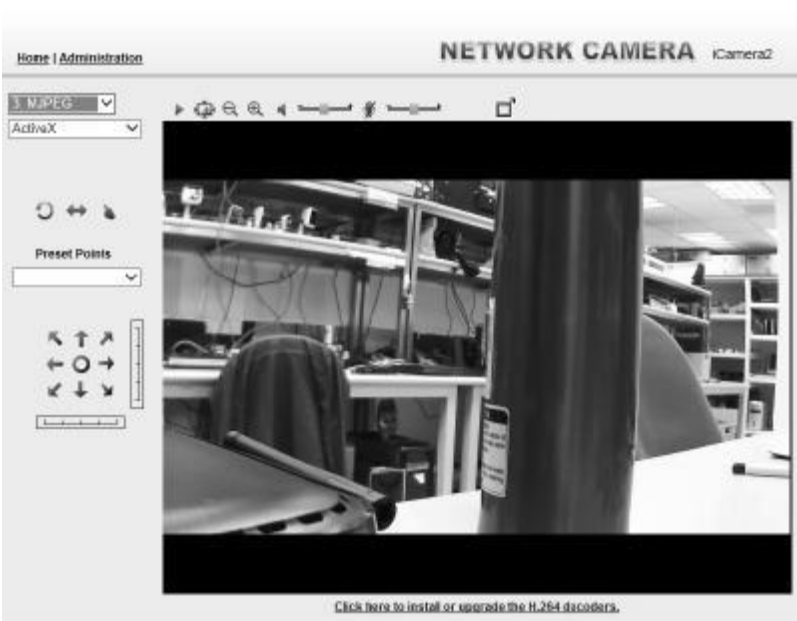 Home | Administration
NETWORK CAMERA iCamera2
3. MJPEG
ActiveX
Preset Points
Click here to install or upgrade the H.264 decoders.